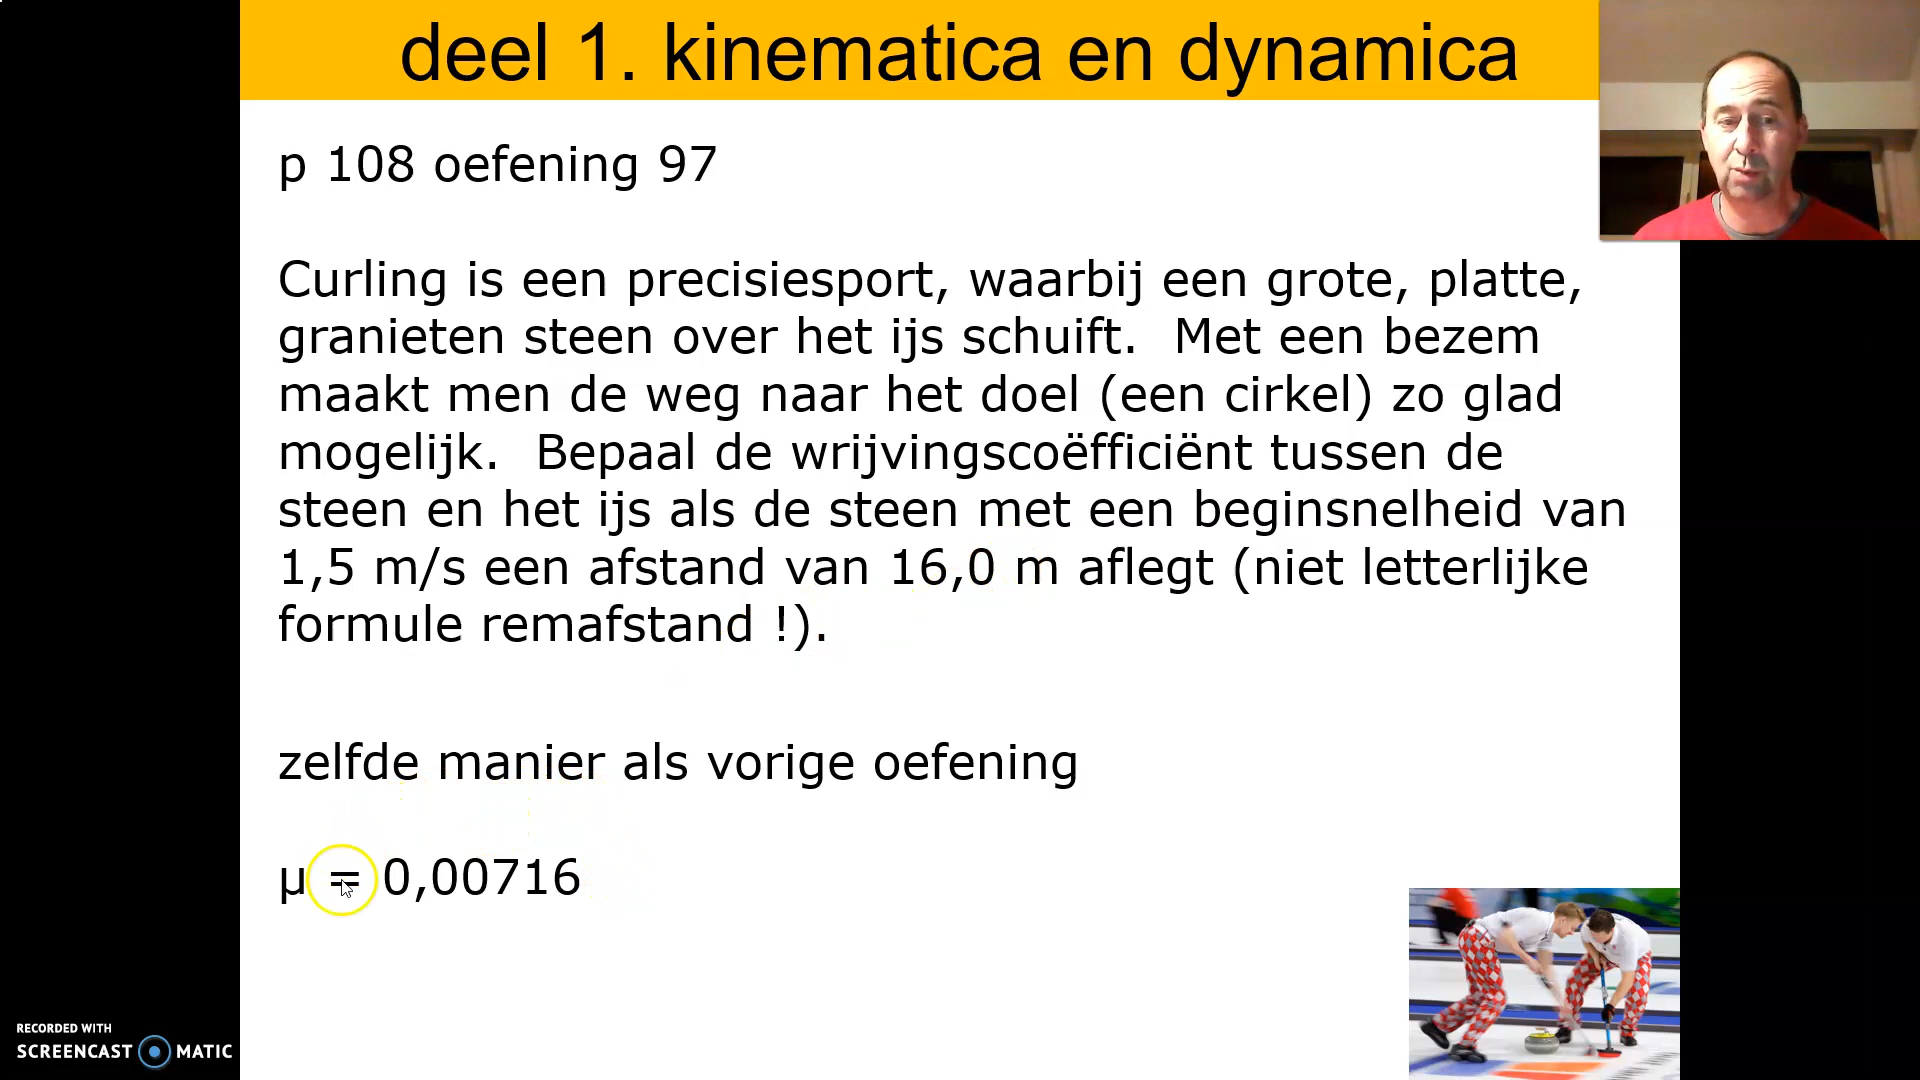 deel 1. kinematica en dynamica
p 108 oefening 97
Curling is een precisiesport, waarbij een grote, platte,
granieten steen over het ijs schuift. Met een bezem
maakt men de weg naar het doel (een cirkel) zo glad
mogelijk. Bepaal de wrijvingscoëfficiënt tussen de
steen en het ijs als de steen met een beginsnelheid van
1,5 m/s een afstand van 16,0 m aflegt (niet letterlijke
formule remafstand !).
zelfde manier als vorige oefening
µ = 0,00716
RECORDED WITH
SCREENCAST MATIC